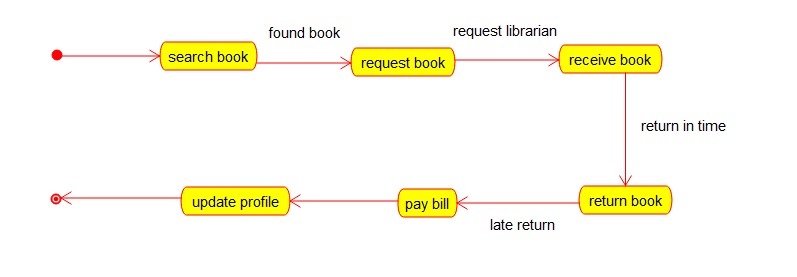 found book
request librarian
search book
request book
receive book
return in time
update profile
pay bill
return book
late return